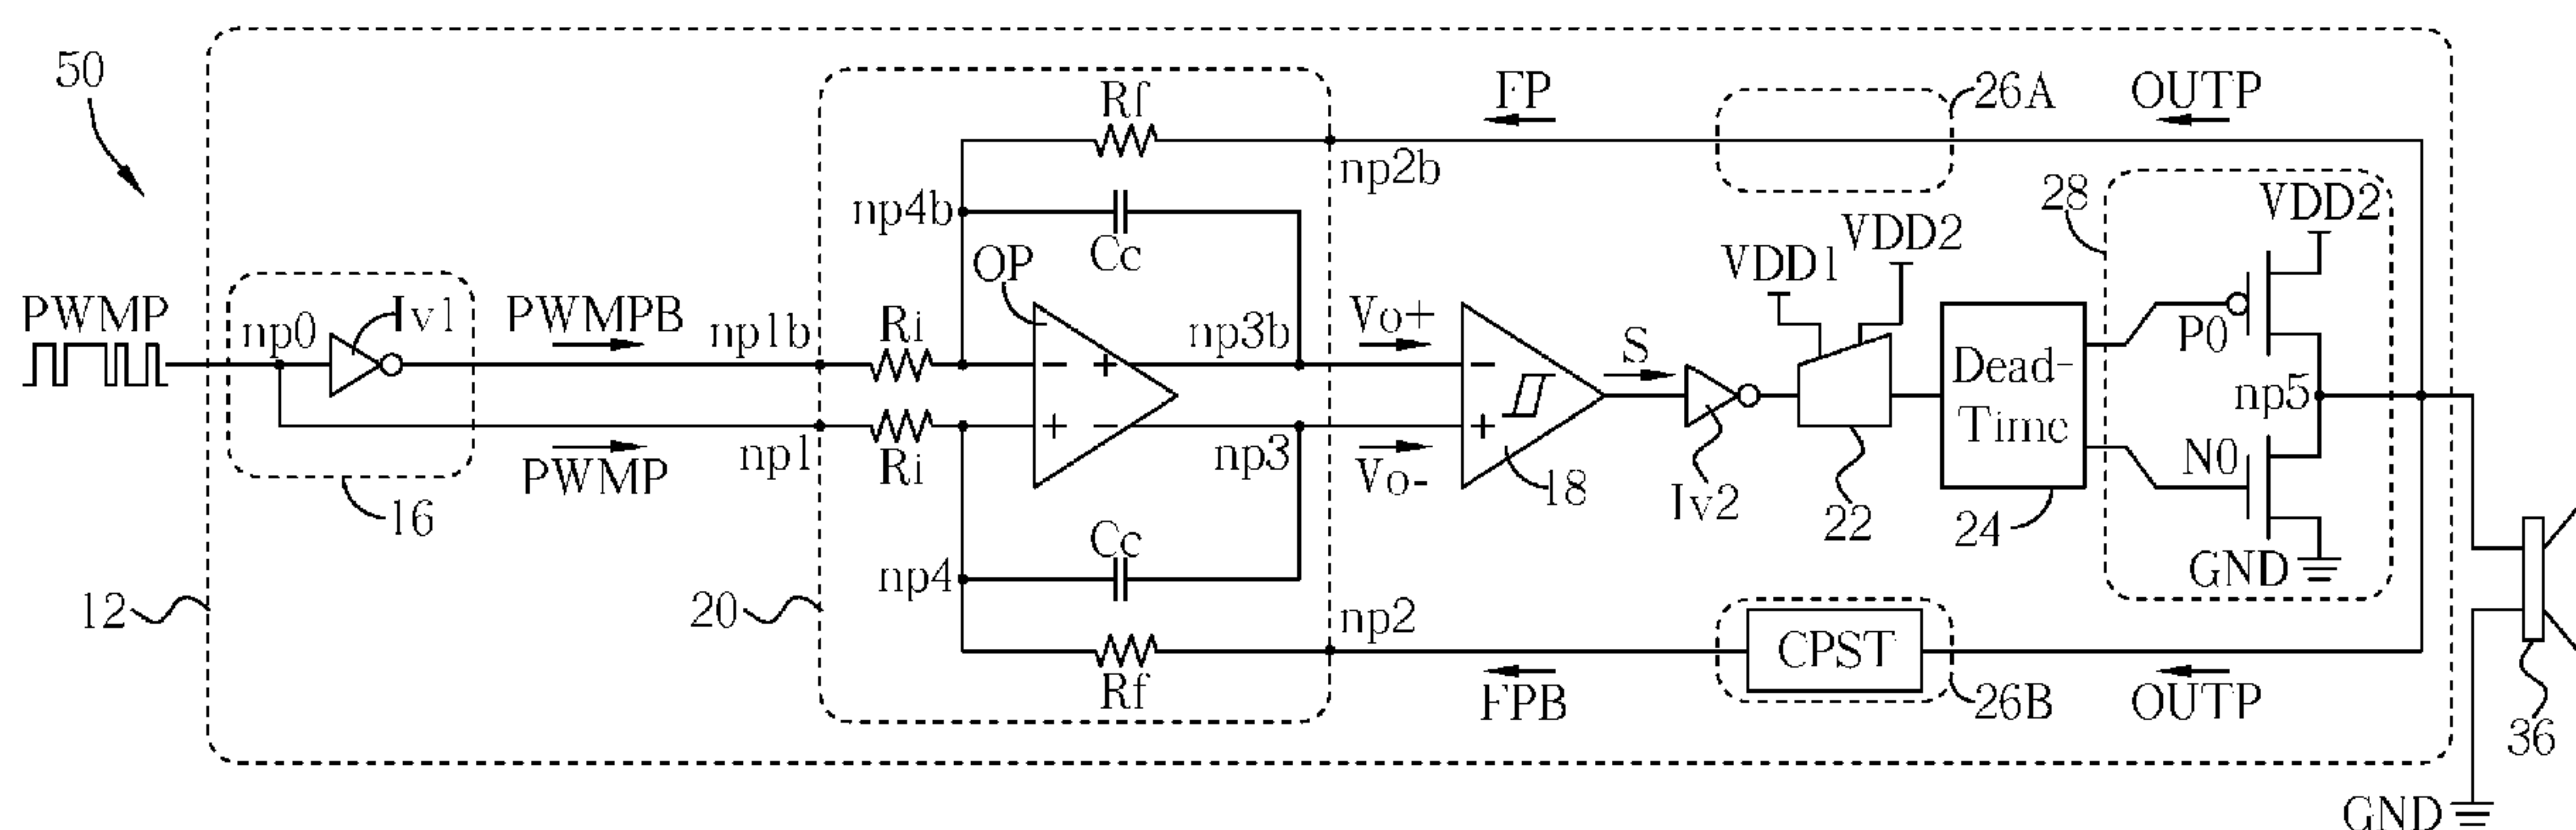 50
PWMP
np0
Iv1
16
12
PWMPB
PWMP
np1b
np1
20
Rf
np4b
Cc
OP
Ri
Ri
− +
+ −
np3b
np3
Cc
np4
Rf
FP
np2b
Vo+
Vo-
−
+
18
S
Iv2
VDD1
VDD2
22
Dead-
Time
24
26A
OUTP
28
VDD2
P0
np5
N0
GND
np2
FPB
CPST
26B
OUTP
36
GND